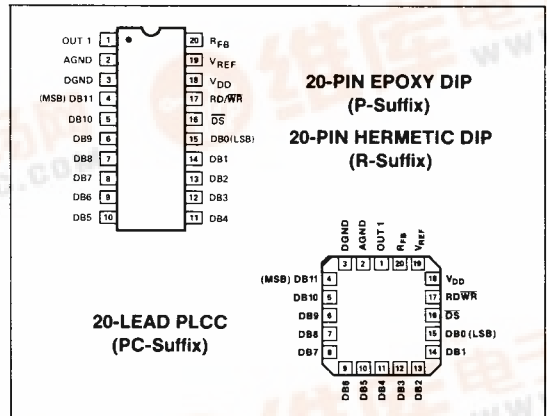 OUT 1 1 20 RFB
AGND 2 19 VREF
DGND 3 18 VDD
(MSB) DB11 4 17 RD/WR
DB10 5 16 DS
DB9 6 15 DB0(LSB)
DB8 7 14 DB1
DB7 8 13 DB2
DB6 9 12 DB3
DB5 10 11 DB4
20-PIN EPOXY DIP
(P-Suffix)
20-PIN HERMETIC DIP
(R-Suffix)
20-LEAD PLCC
(PC-Suffix)
DGND AGND OUT 1 RFB VREF
3 2 1 20 19
(MSB) DB11 4 18 VDD
DB10 5 17 RDWR
DB9 6 16 DS
DB8 7 15 DB0 (LSB)
DB7 8 14 DB1
9 10 11 12 13
DB6 DB5 DB4 DB3 DB2